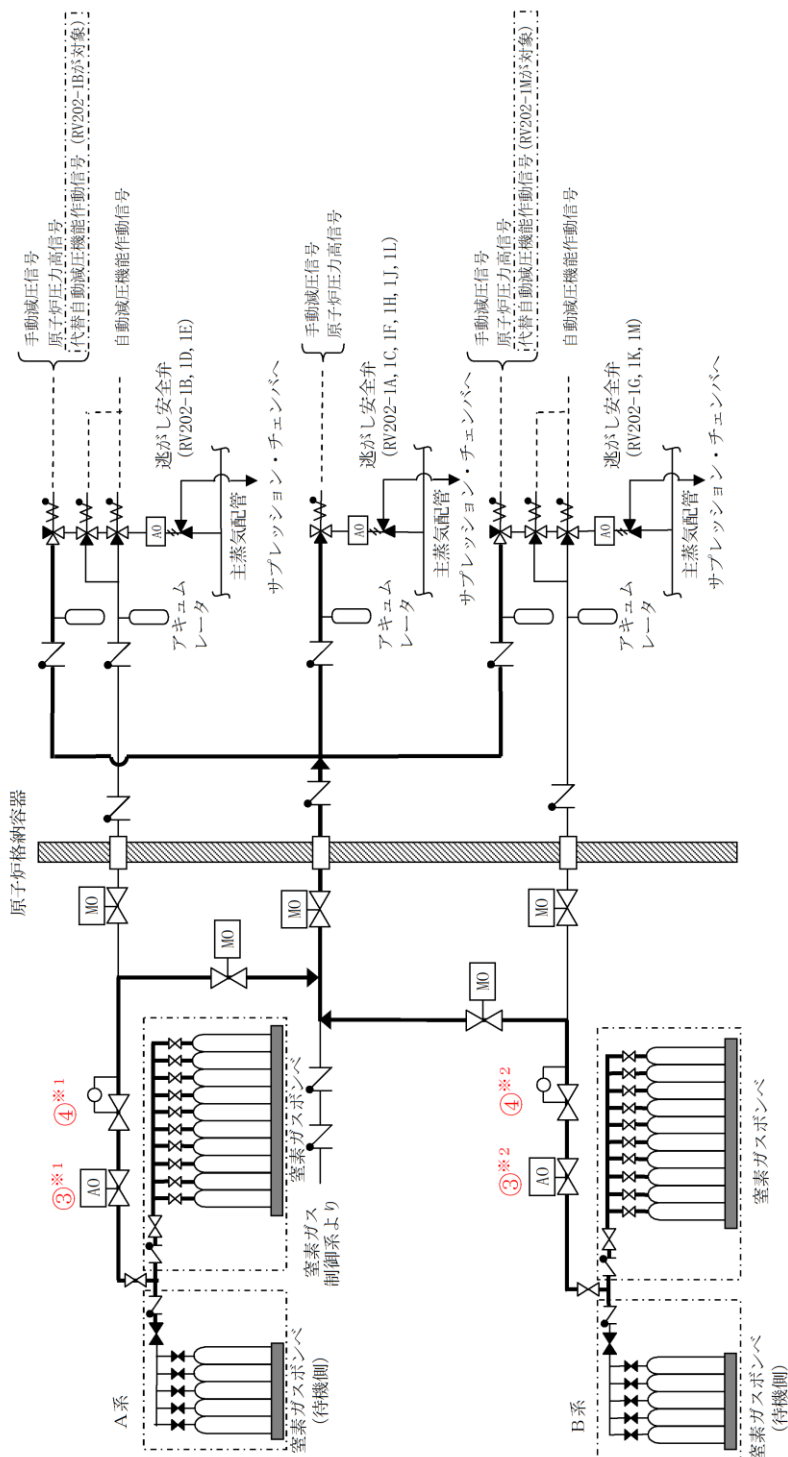 原子炉格納容器
手動減圧信号
原子炉圧力高信号
代替自動減圧機能作動信号 (RV202-1Bが対象)
自動減圧機能作動信号
逃がし安全弁
(RV202-1B, 1D, 1E)
AO
主蒸気配管
サプレッション・チェンバへ
アキュム
レータ
手動減圧信号
原子炉圧力高信号
逃がし安全弁
(RV202-1A, 1C, 1F, 1H, 1J, 1L)
AO
主蒸気配管
サプレッション・チェンバへ
アキュム
レータ
手動減圧信号
原子炉圧力高信号
代替自動減圧機能作動信号 (RV202-1Mが対象)
自動減圧機能作動信号
逃がし安全弁
(RV202-1G, 1K, 1M)
AO
主蒸気配管
サプレッション・チェンバへ
アキュム
レータ
MO
MO
MO
MO
MO
A系
③※1
AO
④※1
窒素ガスボンベ
窒素ガスボンベ
(待機側)
窒素ガス
制御系より
B系
③※2
AO
④※2
窒素ガスボンベ
窒素ガスボンベ
(待機側)